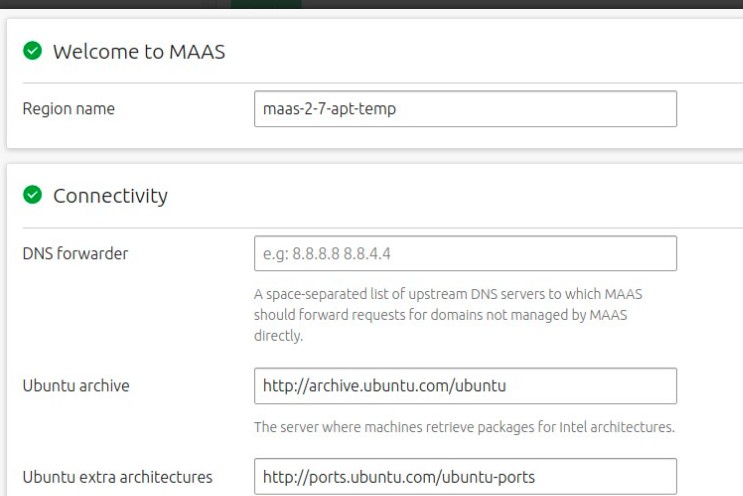 Welcome to MAAS
Region name
maas-2-7-apt-temp
Connectivity
DNS forwarder
e.g: 8.8.8.8 8.8.4.4
A space-separated list of upstream DNS servers to which MAAS
should forward requests for domains not managed by MAAS
directly.
Ubuntu archive
http://archive.ubuntu.com/ubuntu
The server where machines retrieve packages for Intel architectures.
Ubuntu extra architectures
http://ports.ubuntu.com/ubuntu-ports